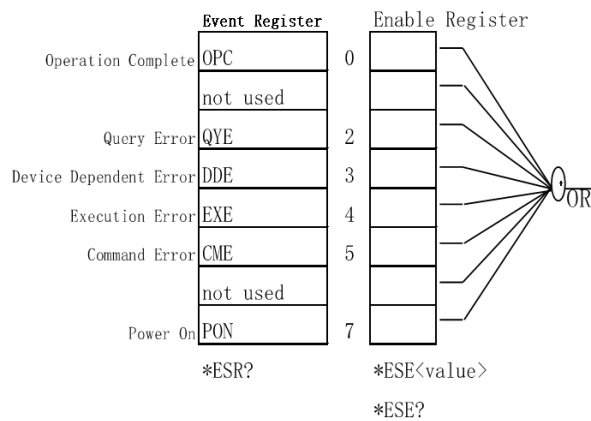 Event Register Enable Register
Operation Complete OPC 0
not used
Query Error QYE 2
Device Dependent Error DDE 3
Execution Error EXE 4
Command Error CME 5
not used
Power On PON 7
OR
*ESR? *ESE<value>
*ESE?